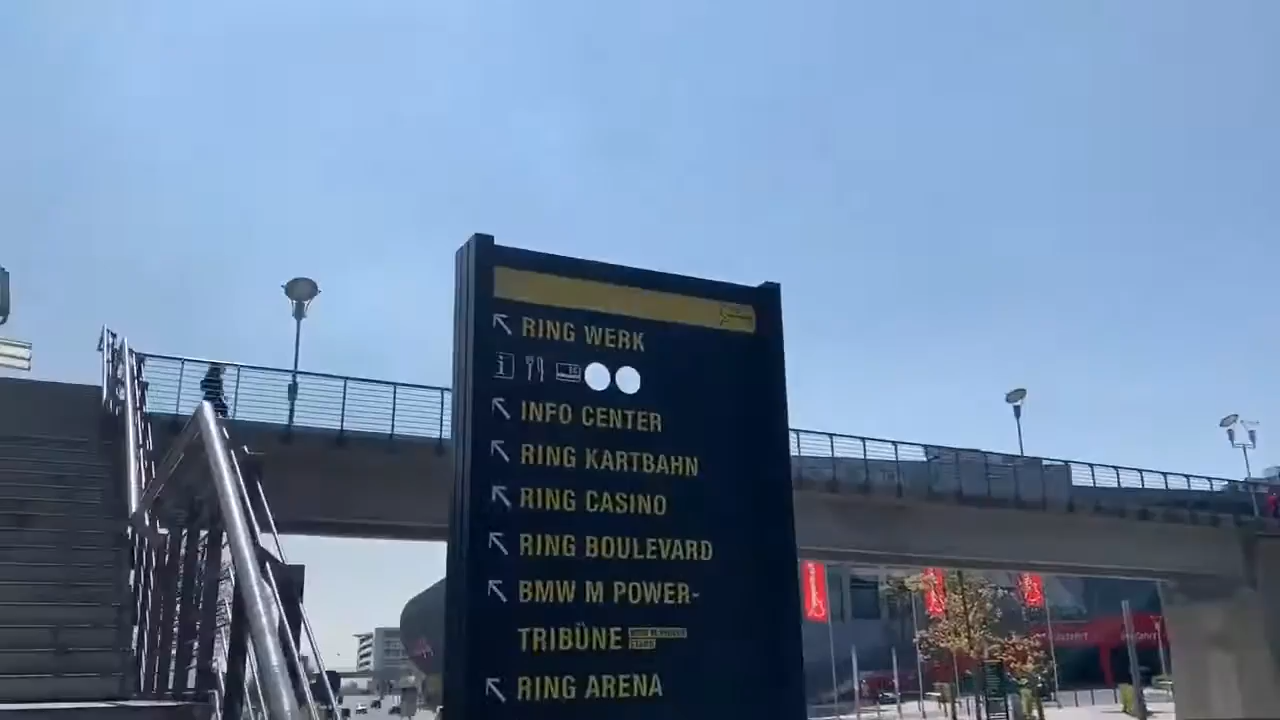 RING WERK
i
INFO CENTER
RING KARTBAHN
RING CASINO
RING BOULEVARD
BMW M POWER-
TRIBÜNE
RING ARENA